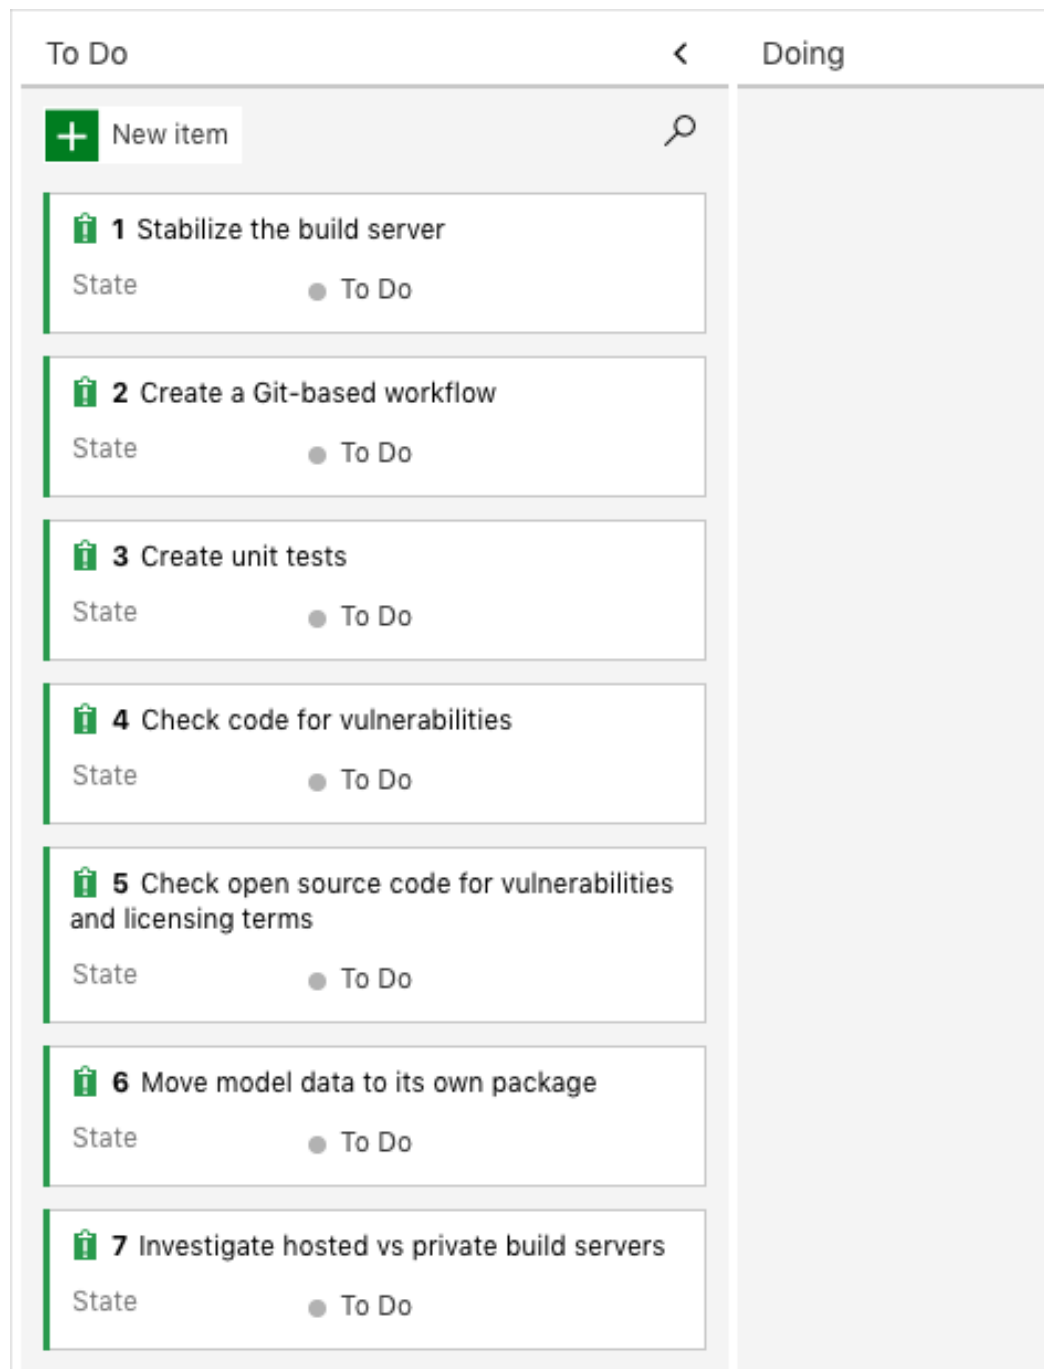 To Do
Doing
New item
1 Stabilize the build server
State To Do
2 Create a Git-based workflow
State To Do
3 Create unit tests
State To Do
4 Check code for vulnerabilities
State To Do
5 Check open source code for vulnerabilities
and licensing terms
State To Do
6 Move model data to its own package
State To Do
7 Investigate hosted vs private build servers
State To Do